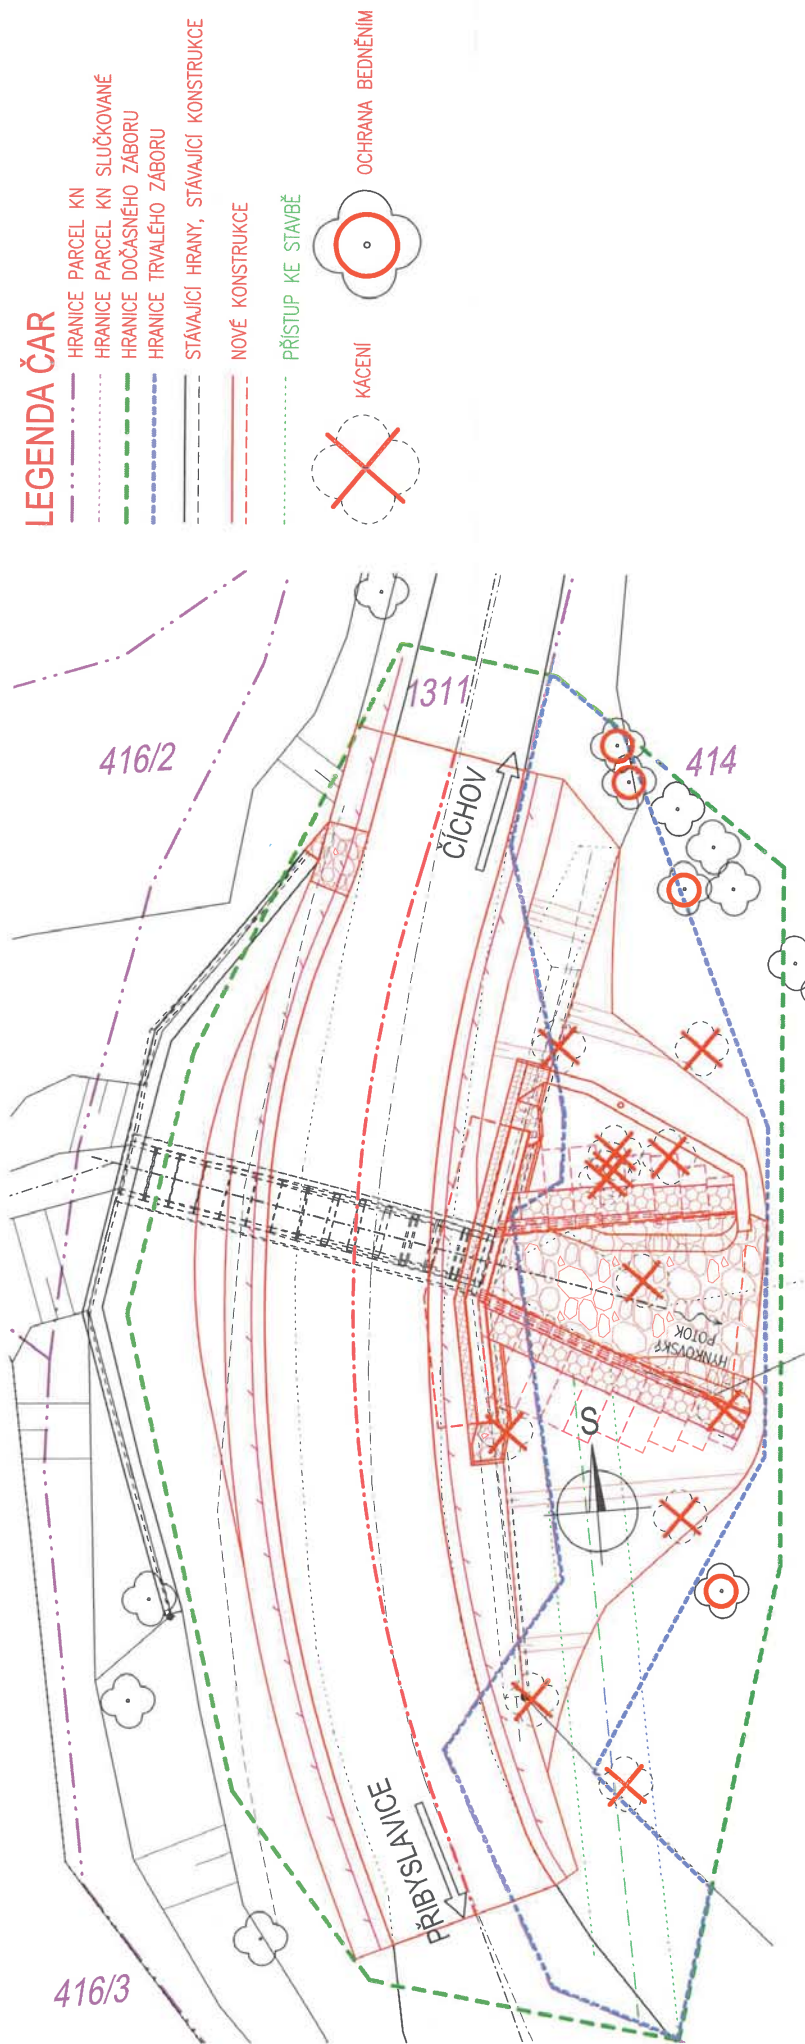 LEGENDA ČAR
HRANICE PARCEL KN
HRANICE PARCEL KN SLUČKOVANÉ
HRANICE DOČASNÉHO ZÁBORU
HRANICE TRVALÉHO ZÁBORU
STÁVAJÍCÍ HRANY, STÁVAJÍCÍ KONSTRUKCE
NOVÉ KONSTRUKCE
PŘÍSTUP KE STAVBĚ
KÁCENÍ
OCHRANA BEDNĚNÍM
416/2
1311
414
ČÍCHOV
HYNKOVSKÝ
POTOK
S
PŘIBYSLAVICE
416/3